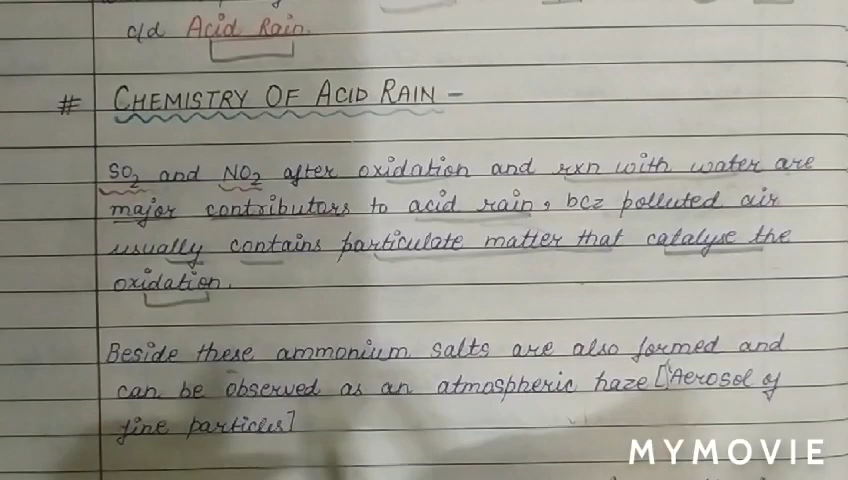 c/d Acid Rain.
# CHEMISTRY OF ACID RAIN -
SO2 and NO2 after oxidation and rxn with water are
major contributors to acid rain, bcz polluted air
usually contains particulate matter that catalyse the
oxidation.
Beside these ammonium salts are also formed and
can be observed as an atmospheric haze [Aerosol of
fine particles]
MYMOVIE